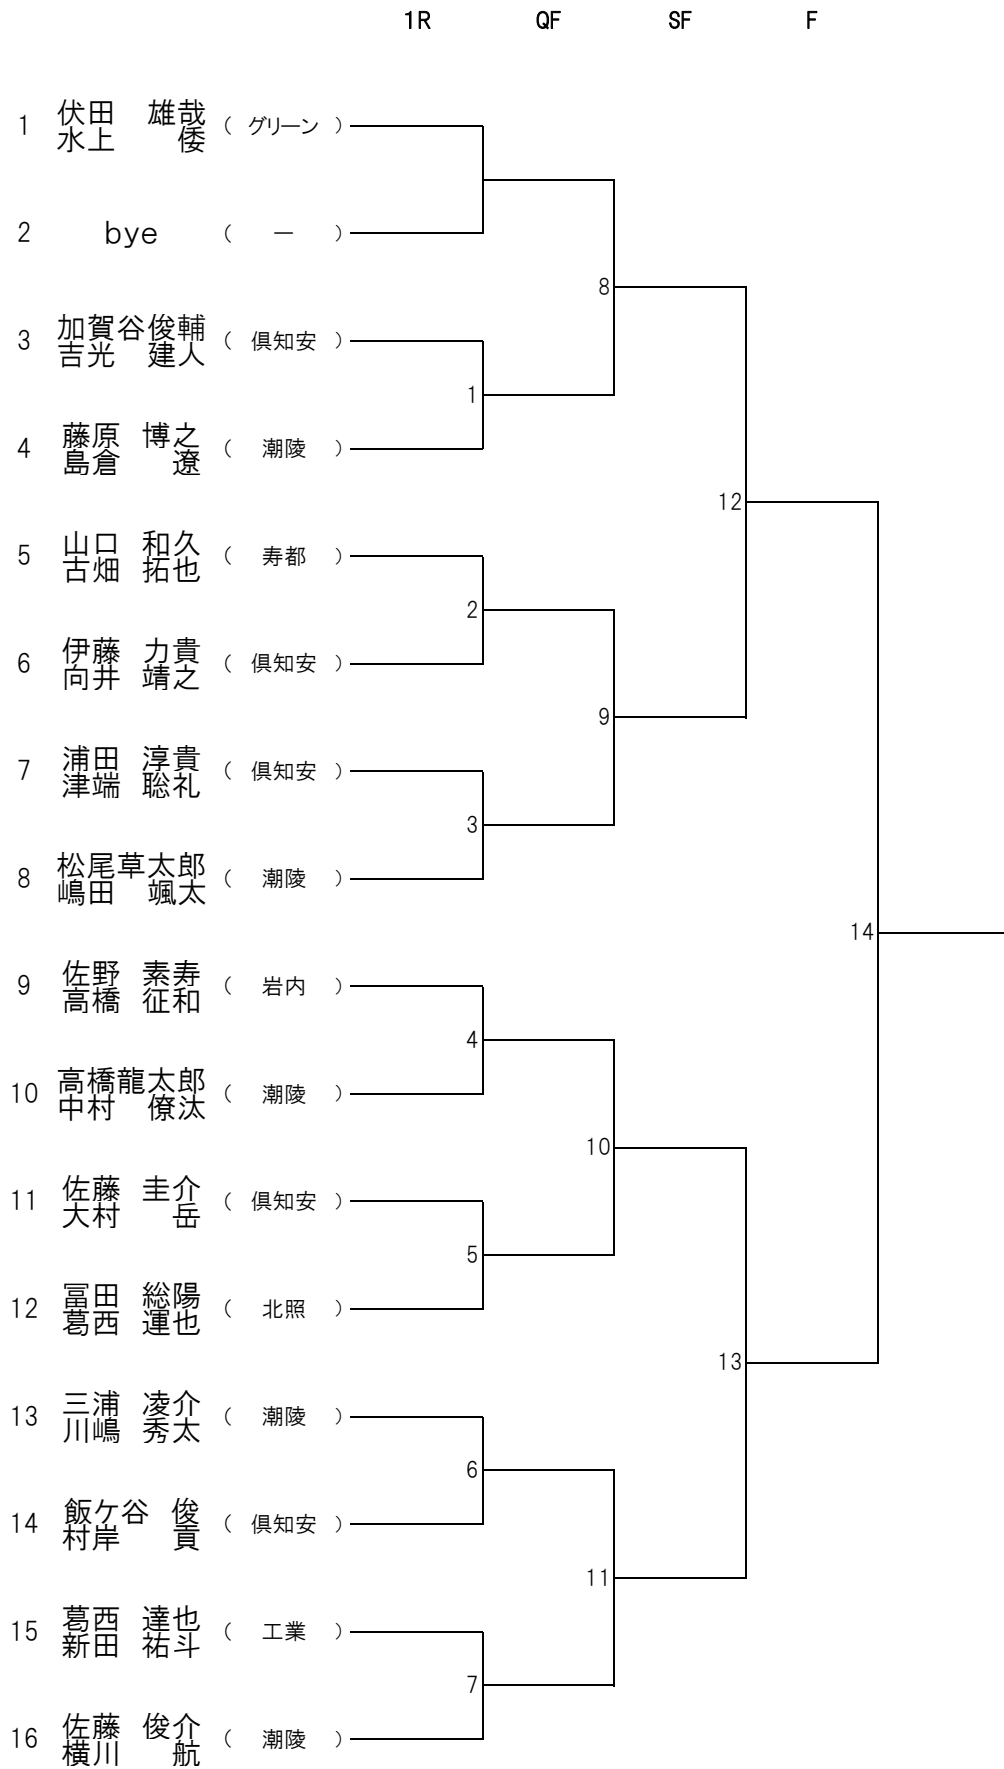 1R QF SF F
伏田 雄哉
1 ( グリーン )
水上 倭
2 bye ( ー )
8
加賀谷俊輔
3 ( 倶知安 )
吉光 建人
1
藤原 博之
4 ( 潮陵 )
島倉 遼
12
山口 和久
5 ( 寿都 )
古畑 拓也
2
伊藤 力貴
6 ( 倶知安 )
向井 靖之
9
浦田 淳貴
7 ( 倶知安 )
津端 聡礼
3
松尾草太郎
8 ( 潮陵 )
嶋田 颯太
14
佐野 素寿
9 ( 岩内 )
高橋 征和
4
高橋龍太郎
10 ( 潮陵 )
中村 僚汰
10
佐藤 圭介
11 ( 倶知安 )
大村 岳
5
冨田 総陽
12 ( 北照 )
葛西 運也
13
三浦 凌介
13 ( 潮陵 )
川嶋 秀太
6
飯ケ谷 俊
14 ( 倶知安 )
村岸 貢
11
葛西 達也
15 ( 工業 )
新田 祐斗
7
佐藤 俊介
16 ( 潮陵 )
横川 航